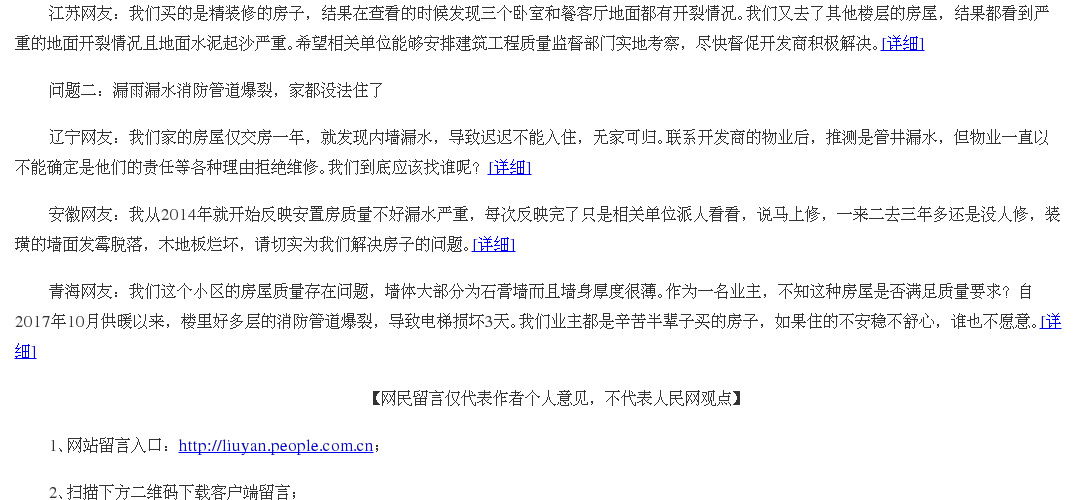 江苏网友：我们买的是精装修的房子，结果在查看的时候发现三个卧室和餐客厅地面都有开裂情况。我们又去了其他楼层的房屋，结果都看到严
重的地面开裂情况且地面水泥起沙严重。希望相关单位能够安排建筑工程质量监督部门实地考察，尽快督促开发商积极解决。[详细]
问题二：漏雨漏水消防管道爆裂，家都没法住了
辽宁网友：我们家的房屋仅交房一年，就发现内墙漏水，导致迟迟不能入住，无家可归。联系开发商的物业后，推测是管井漏水，但物业一直以
不能确定是他们的责任等各种理由拒绝维修。我们到底应该找谁呢？[详细]
安徽网友：我从2014年就开始反映安置房质量不好漏水严重，每次反映完了只是相关单位派人看看，说马上修，一来二去三年多还是没人修，装
璜的墙面发霉脱落，木地板烂坏，请切实为我们解决房子的问题。[详细]
青海网友：我们这个小区的房屋质量存在问题，墙体大部分为石膏墙而且墙身厚度很薄。作为一名业主，不知这种房屋是否满足质量要求？自
2017年10月供暖以来，楼里好多层的消防管道爆裂，导致电梯损坏3天。我们业主都是辛苦半辈子买的房子，如果住的不安稳不舒心，谁也不愿意。[详
细]
【网民留言仅代表作者个人意见，不代表人民网观点】
1、网站留言入口：http://liuyan.people.com.cn；
2、扫描下方二维码下载客户端留言；